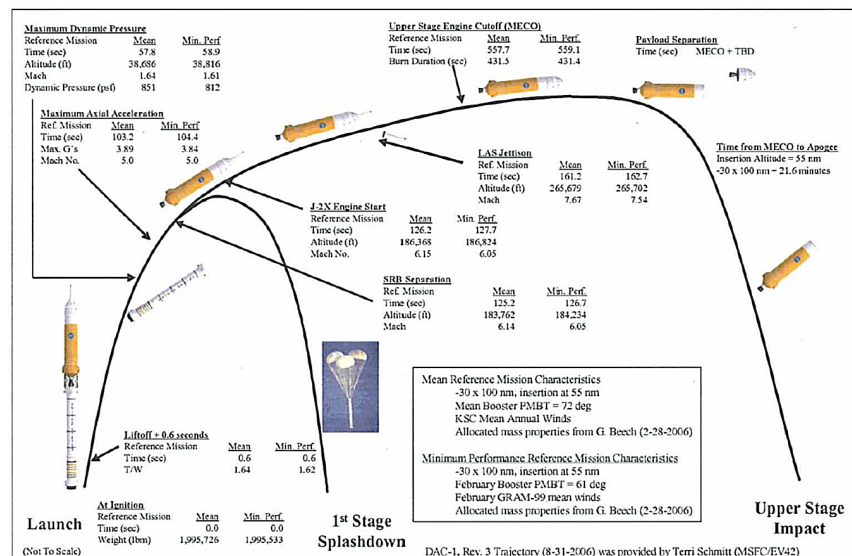 Maximum Dynamic Pressure
Reference Mission Mean Min. Perf
Time (sec) 57.8 58.9
Altitude (ft) 38,686 38,816
Mach 1.64 1.61
Dynamic Pressure (psf) 851 812
Upper Stage Engine Cutoff (MECO)
Reference Mission Mean Min. Perf
Time (sec) 557.7 559.1
Burn Duration (sec) 431.5 431.4
Payload Separation
Time (sec) MECO + TBD
Maximum Axial Acceleration
Ref. Mission Mean Min. Perf
Time (sec) 103.2 104.4
Max. G's 3.89 3.84
Mach No. 5.0 5.0
Time from MECO to Apogee
Insertion Altitude = 55 nm
-30 x 100 nm = 21.6 minutes
LAS Jettison
Ref. Mission Mean Min. Perf
Time (sec) 161.2 162.7
Altitude (ft) 265,679 265,702
Mach 7.67 7.54
J-2X Engine Start
Reference Mission Mean Min. Perf
Time (sec) 126.2 127.7
Altitude (ft) 186,368 186,824
Mach No. 6.15 6.05
SRB Separation
Ref. Mission Mean Min. Perf
Time (sec) 125.2 126.7
Altitude (ft) 183,762 184,234
Mach 6.14 6.05
Mean Reference Mission Characteristics
-30 x 100 nm, insertion at 55 nm
Mean Booster PMBT = 72 deg
KSC Mean Annual Winds
Allocated mass properties from G. Beech (2-28-2006)
Minimum Performance Reference Mission Characteristics
-30 x 100 nm, insertion at 55 nm
February Booster PMBT = 61 deg
February GRAM-99 mean winds
Allocated mass properties from G. Beech (2-28-2006)
Liftoff + 0.6 seconds
Reference Mission Mean Min. Perf.
Time (sec) 0.6 0.6
T/W 1.64 1.62
At Ignition
Reference Mission Mean Min. Perf
Time (sec) 0.0 0.0
Weight (lbm) 1,995,726 1,995,533
Launch
(Not To Scale)
1st Stage
Splashdown
Upper Stage
Impact
DAC-1, Rev. 3 Trajectory (8-31-2006) was provided by Terri Schmitt (MSFC/EV42)